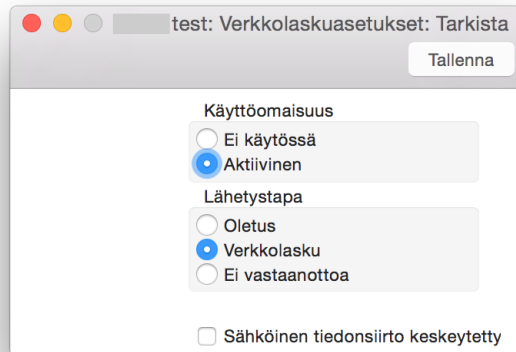 test: Verkkolaskuasetukset: Tarkista
Tallenna
Käyttöomaisuus
Ei käytössä
Aktiivinen
Lähetystapa
Oletus
Verkkolasku
Ei vastaanottoa
Sähköinen tiedonsiirto keskeytetty